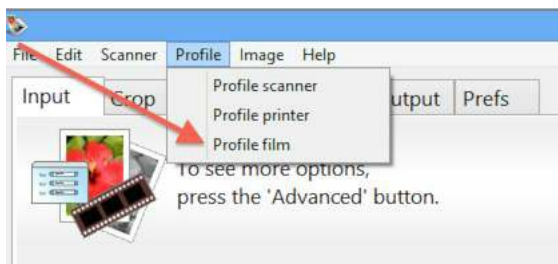 File Edit Scanner Profile Image Help
Input Crop utput Prefs
Profile scanner
Profile printer
Profile film
To see more options,
press the 'Advanced' button.